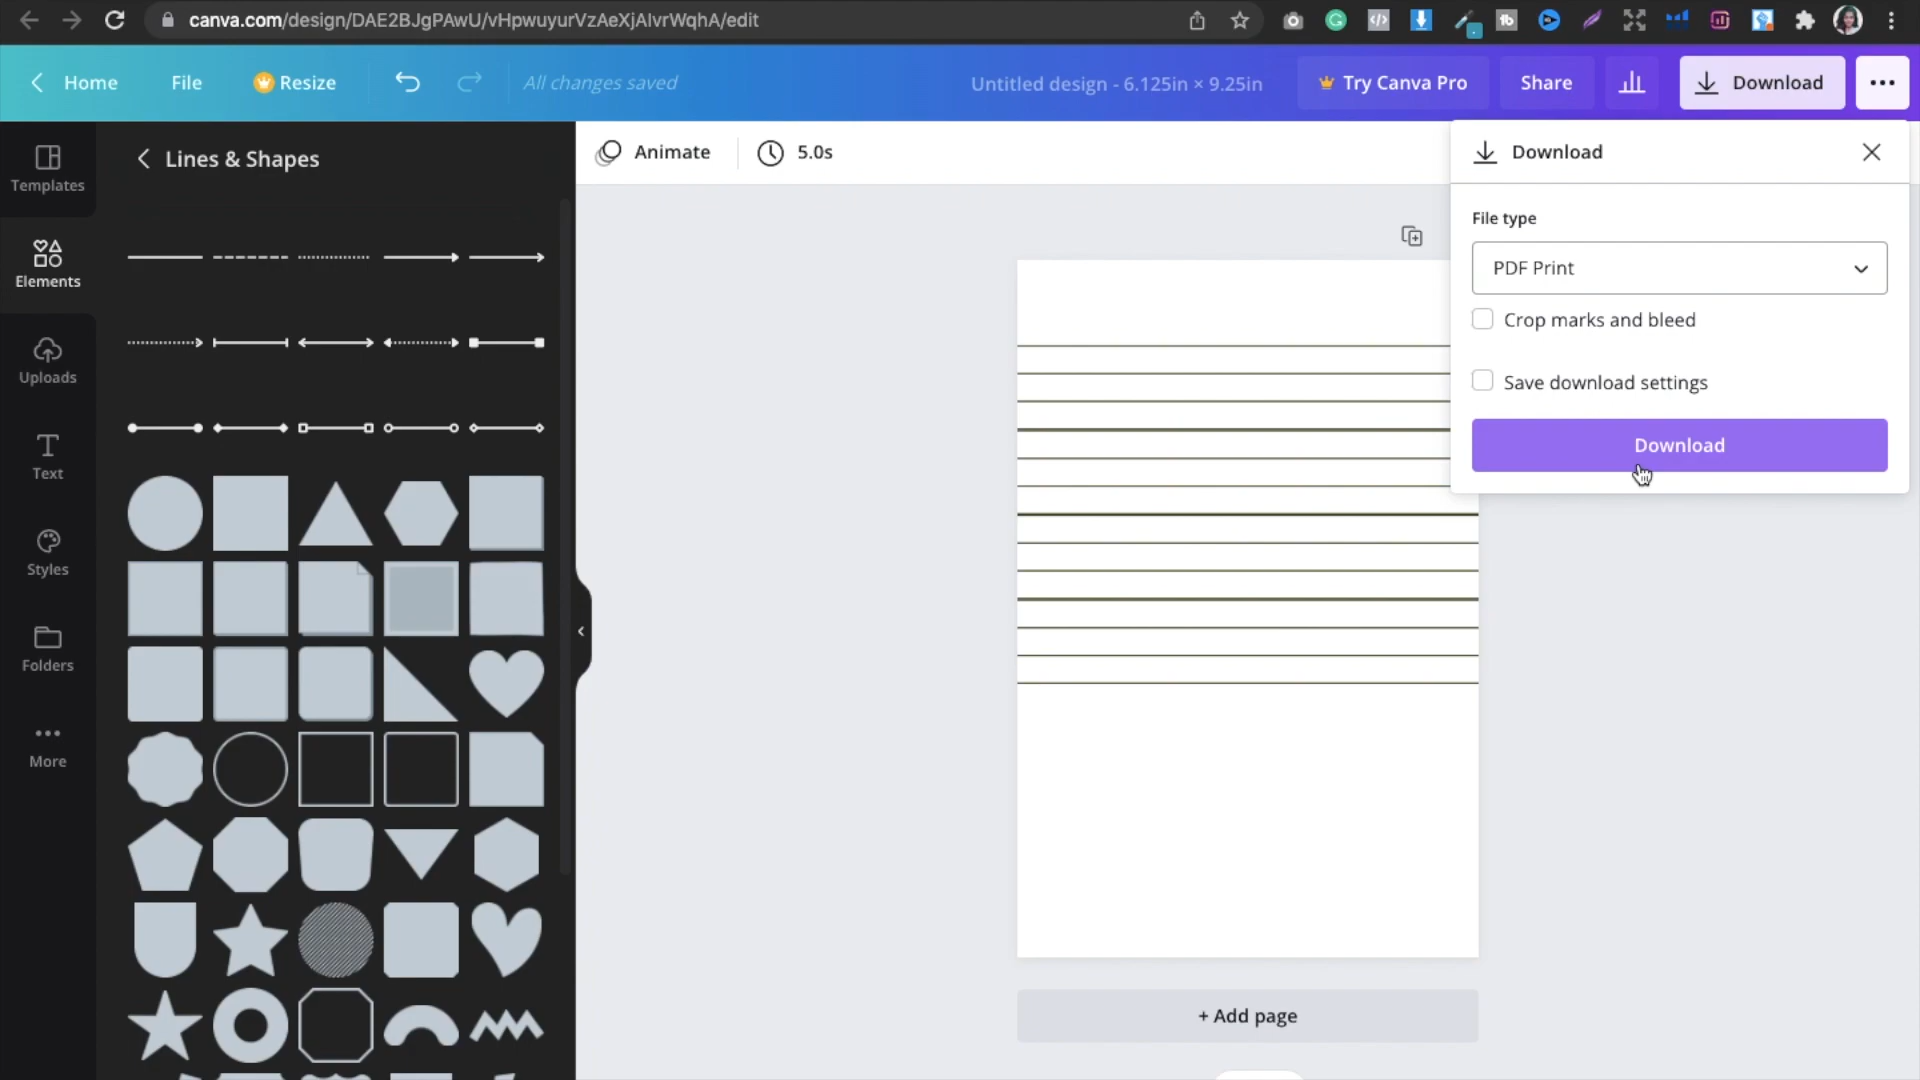 canva.com/design/DAE2BJgPAwU/vHpwuyurVzAeXjAIvrWqhA/edit
Home
File
Resize
All changes saved
Untitled design - 6.125in × 9.25in
Try Canva Pro
Share
Download
Templates
Elements
Uploads
Text
Styles
Folders
More
Lines & Shapes
Animate
5.0s
Download
File type
PDF Print
Crop marks and bleed
Save download settings
Download
+ Add page